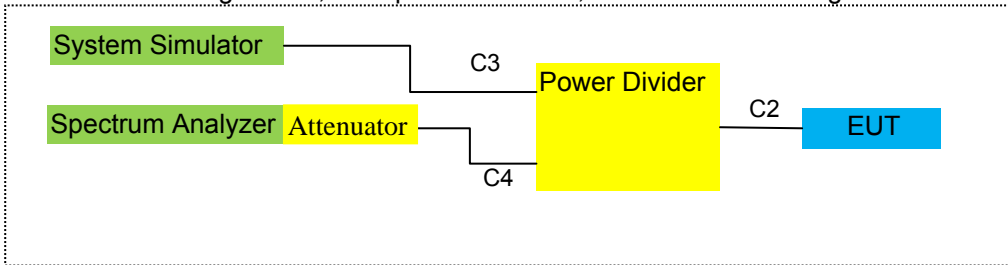 System Simulator
C3
Power Divider
C2
EUT
Spectrum Analyzer
Attenuator
C4